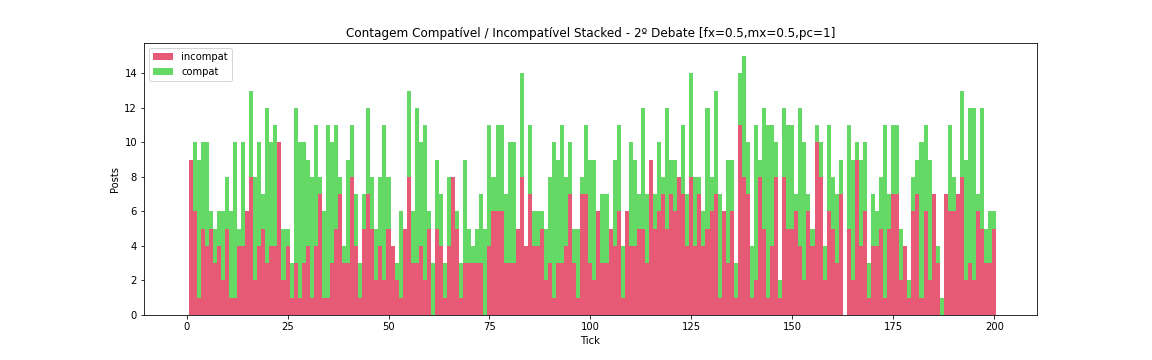 Contagem Compatível / Incompatível Stacked - 2º Debate [fx=0.5,mx=0.5,pc=1]
incompat
compat
14
12
10
8
6
4
2
0
Posts
0 25 50 75 100 125 150 175 200
Tick